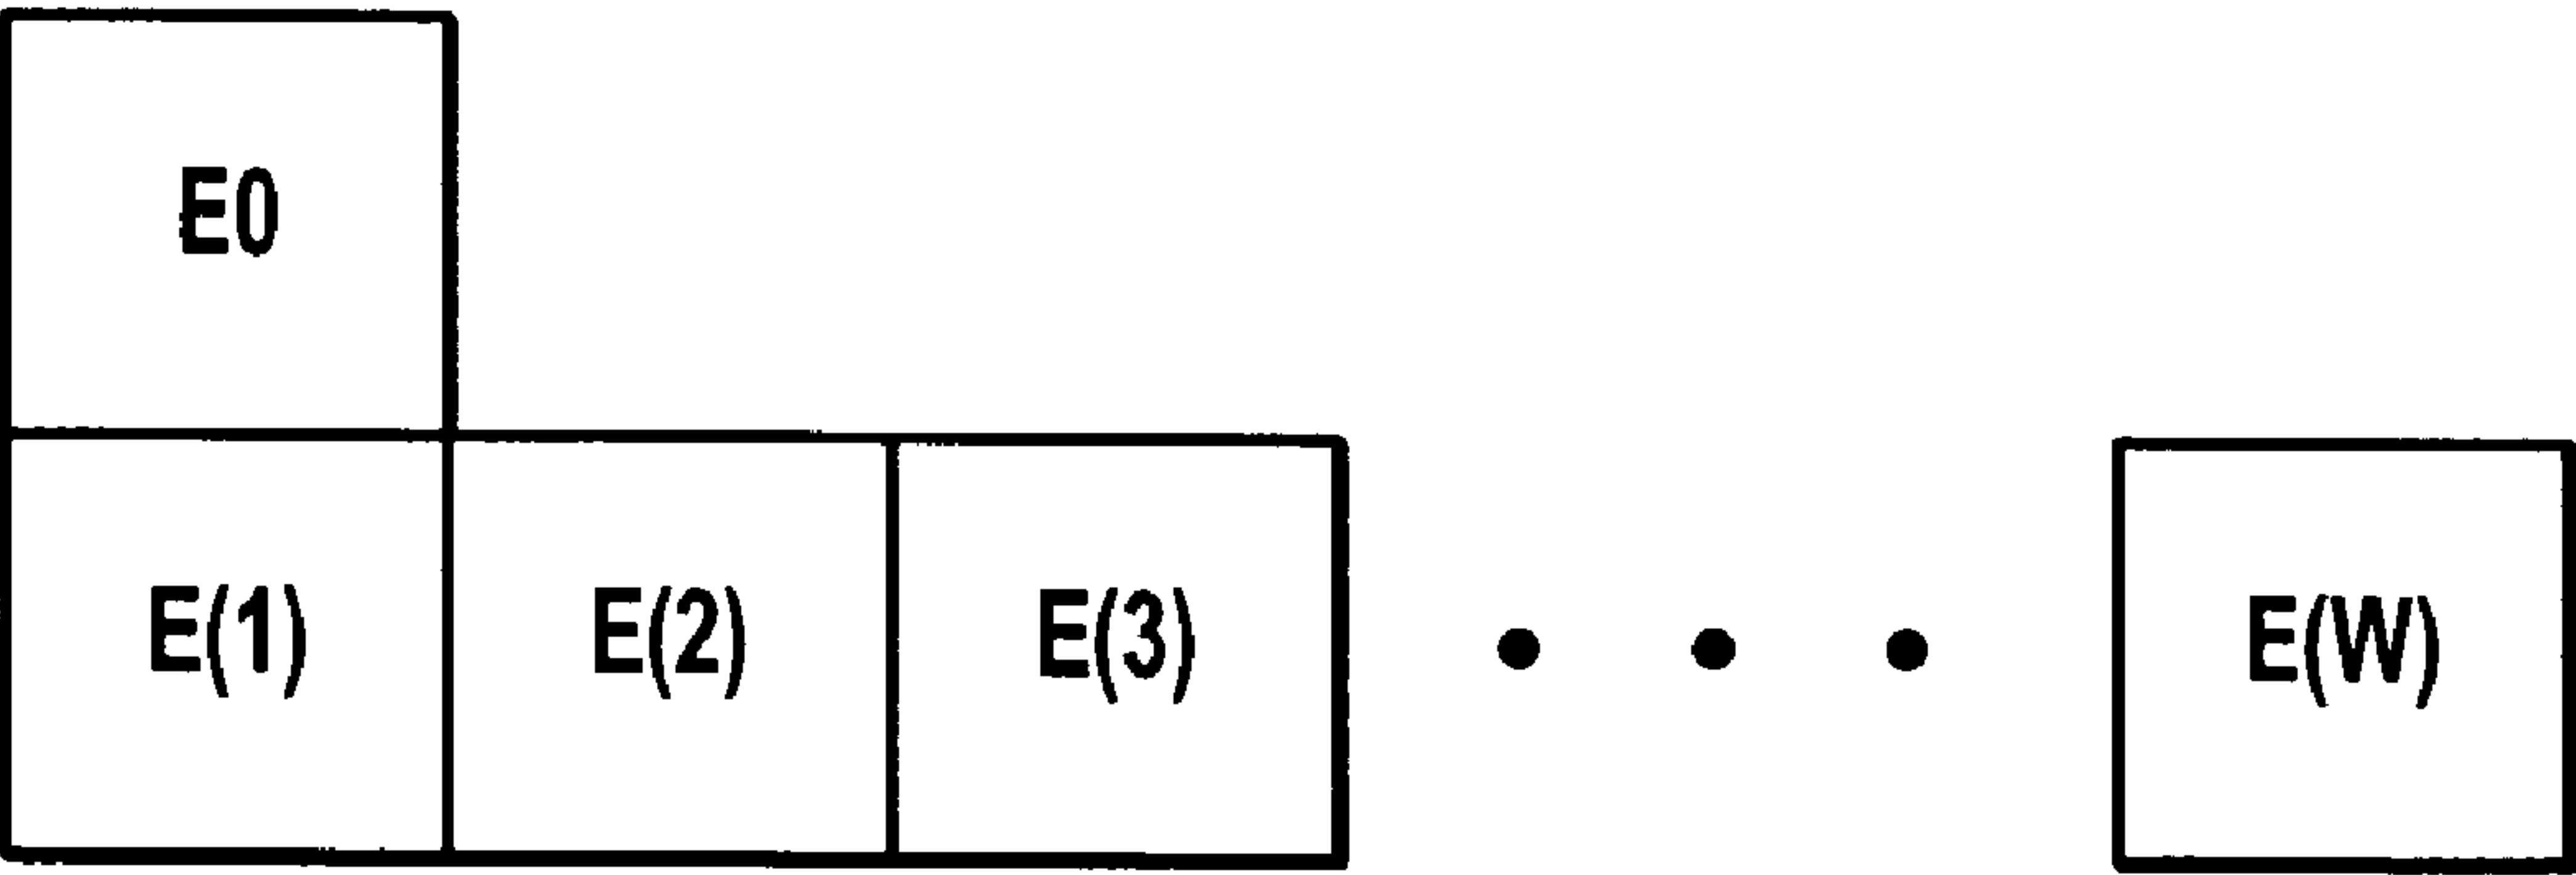 E0
E(1) E(2) E(3) • • • E(W)